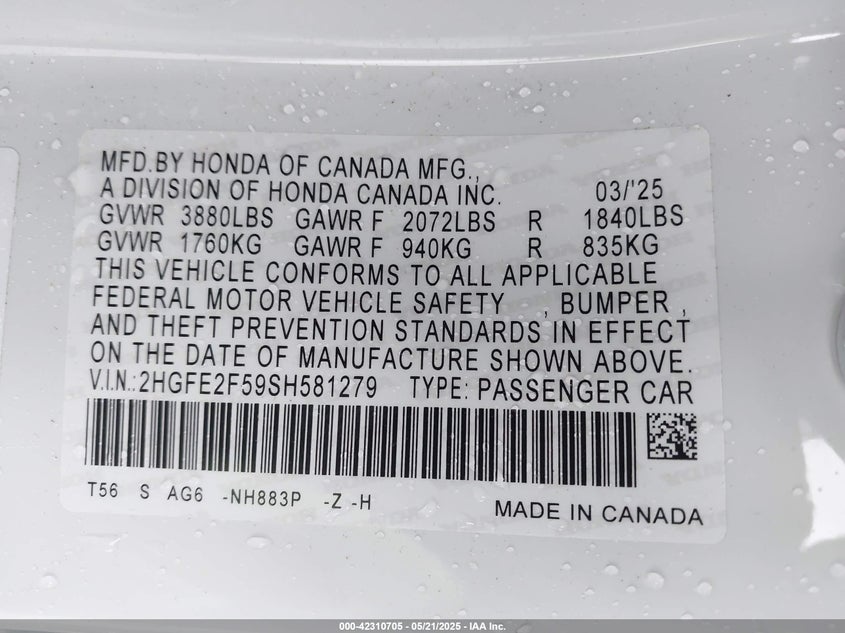 MFD.BY HONDA OF CANADA MFG.,
A DIVISION OF HONDA CANADA INC. 03/'25
GVWR 3880LBS GAWR F 2072LBS R 1840LBS
GVWR 1760KG GAWR F 940KG R 835KG
THIS VEHICLE CONFORMS TO ALL APPLICABLE
FEDERAL MOTOR VEHICLE SAFETY , BUMPER ,
AND THEFT PREVENTION STANDARDS IN EFFECT
ON THE DATE OF MANUFACTURE SHOWN ABOVE.
V.I.N.:2HGFE2F59SH581279 TYPE: PASSENGER CAR
T56 S AG6 -NH883P -Z -H
MADE IN CANADA
000-42310705 - 05/21/2025 - IAA Inc.